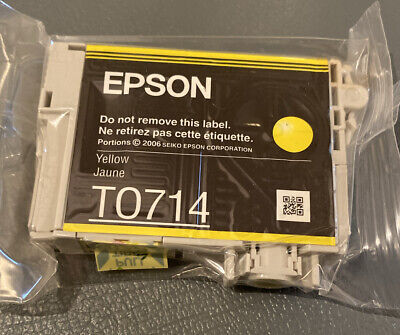 EPSON
Do not remove this label.
Ne retirez pas cette étiquette.
Portions © 2006 SEIKO EPSON CORPORATION
Yellow
Jaune
T0714
PULL